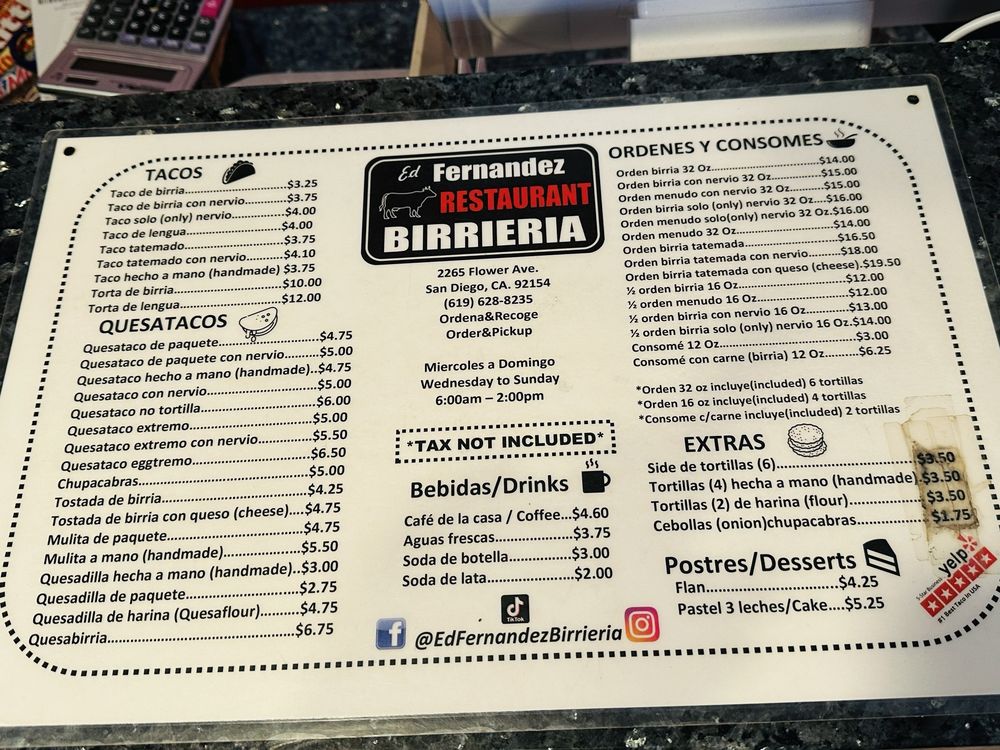 TACOS
Taco de birria...$3.25
Taco de birria con nervio...$3.75
Taco solo (only) nervio...$4.00
Taco de lengua...$4.00
Taco tatemado...$3.75
Taco tatemado con nervio...$4.10
Taco hecho a mano (handmade) $3.75
Torta de birria...$10.00
Torta de lengua...$12.00
QUESATACOS
Quesataco de paquete...$4.75
Quesataco de paquete con nervio...$5.00
Quesataco hecho a mano (handmade)..$4.75
Quesataco con nervio...$5.00
Quesataco no tortilla...$6.00
Quesataco extremo...$5.00
Quesataco extremo con nervio...$5.50
Quesataco eggtremo...$6.50
Chupacabras...$5.00
Tostada de birria...$4.25
Tostada de birria con queso (cheese)....$4.75
Mulita de paquete...$4.75
Mulita a mano (handmade)...$5.50
Quesadilla hecha a mano (handmade)..$3.00
Quesadilla de paquete...$2.75
Quesadilla de harina (Quesaflour)...$4.75
Quesabirria...$6.75
Ed Fernandez
RESTAURANT
BIRRIERIA
2265 Flower Ave.
San Diego, CA. 92154
(619) 628-8235
Ordena&Recoge
Order&Pickup
Miercoles a Domingo
Wednesday to Sunday
6:00am – 2:00pm
*TAX NOT INCLUDED*
Bebidas/Drinks
Café de la casa / Coffee...$4.60
Aguas frescas...$3.75
Soda de botella...$3.00
Soda de lata...$2.00
TikTok
@EdFernandezBirrieria
ORDENES Y CONSOMES
Orden birria 32 Oz...$14.00
Orden birria con nervio 32 Oz...$15.00
Orden menudo con nervio 32 Oz...$15.00
Orden birria solo (only) nervio 32 Oz....$16.00
Orden menudo solo(only) nervio 32 Oz.$16.00
Orden menudo 32 Oz...$14.00
Orden birria tatemada...$16.50
Orden birria tatemada con nervio...$18.00
Orden birria tatemada con queso (cheese).$19.50
½ orden birria 16 Oz...$12.00
½ orden menudo 16 Oz...$12.00
½ orden birria con nervio 16 Oz...$13.00
½ orden birria solo (only) nervio 16 Oz.$14.00
Consomé 12 Oz...$3.00
Consomé con carne (birria) 12 Oz...$6.25
*Orden 32 oz incluye(included) 6 tortillas
*Orden 16 oz incluye(included) 4 tortillas
*Consome c/carne incluye(included) 2 tortillas
EXTRAS
Side de tortillas (6)...$3.50
Tortillas (4) hecha a mano (handmade).$3.50
Tortillas (2) de harina (flour)...$3.50
Cebollas (onion)chupacabras...$1.75
Postres/Desserts
Flan...$4.25
Pastel 3 leches/Cake....$5.25
5-Star Business
yelp
#1 Best Taco in USA